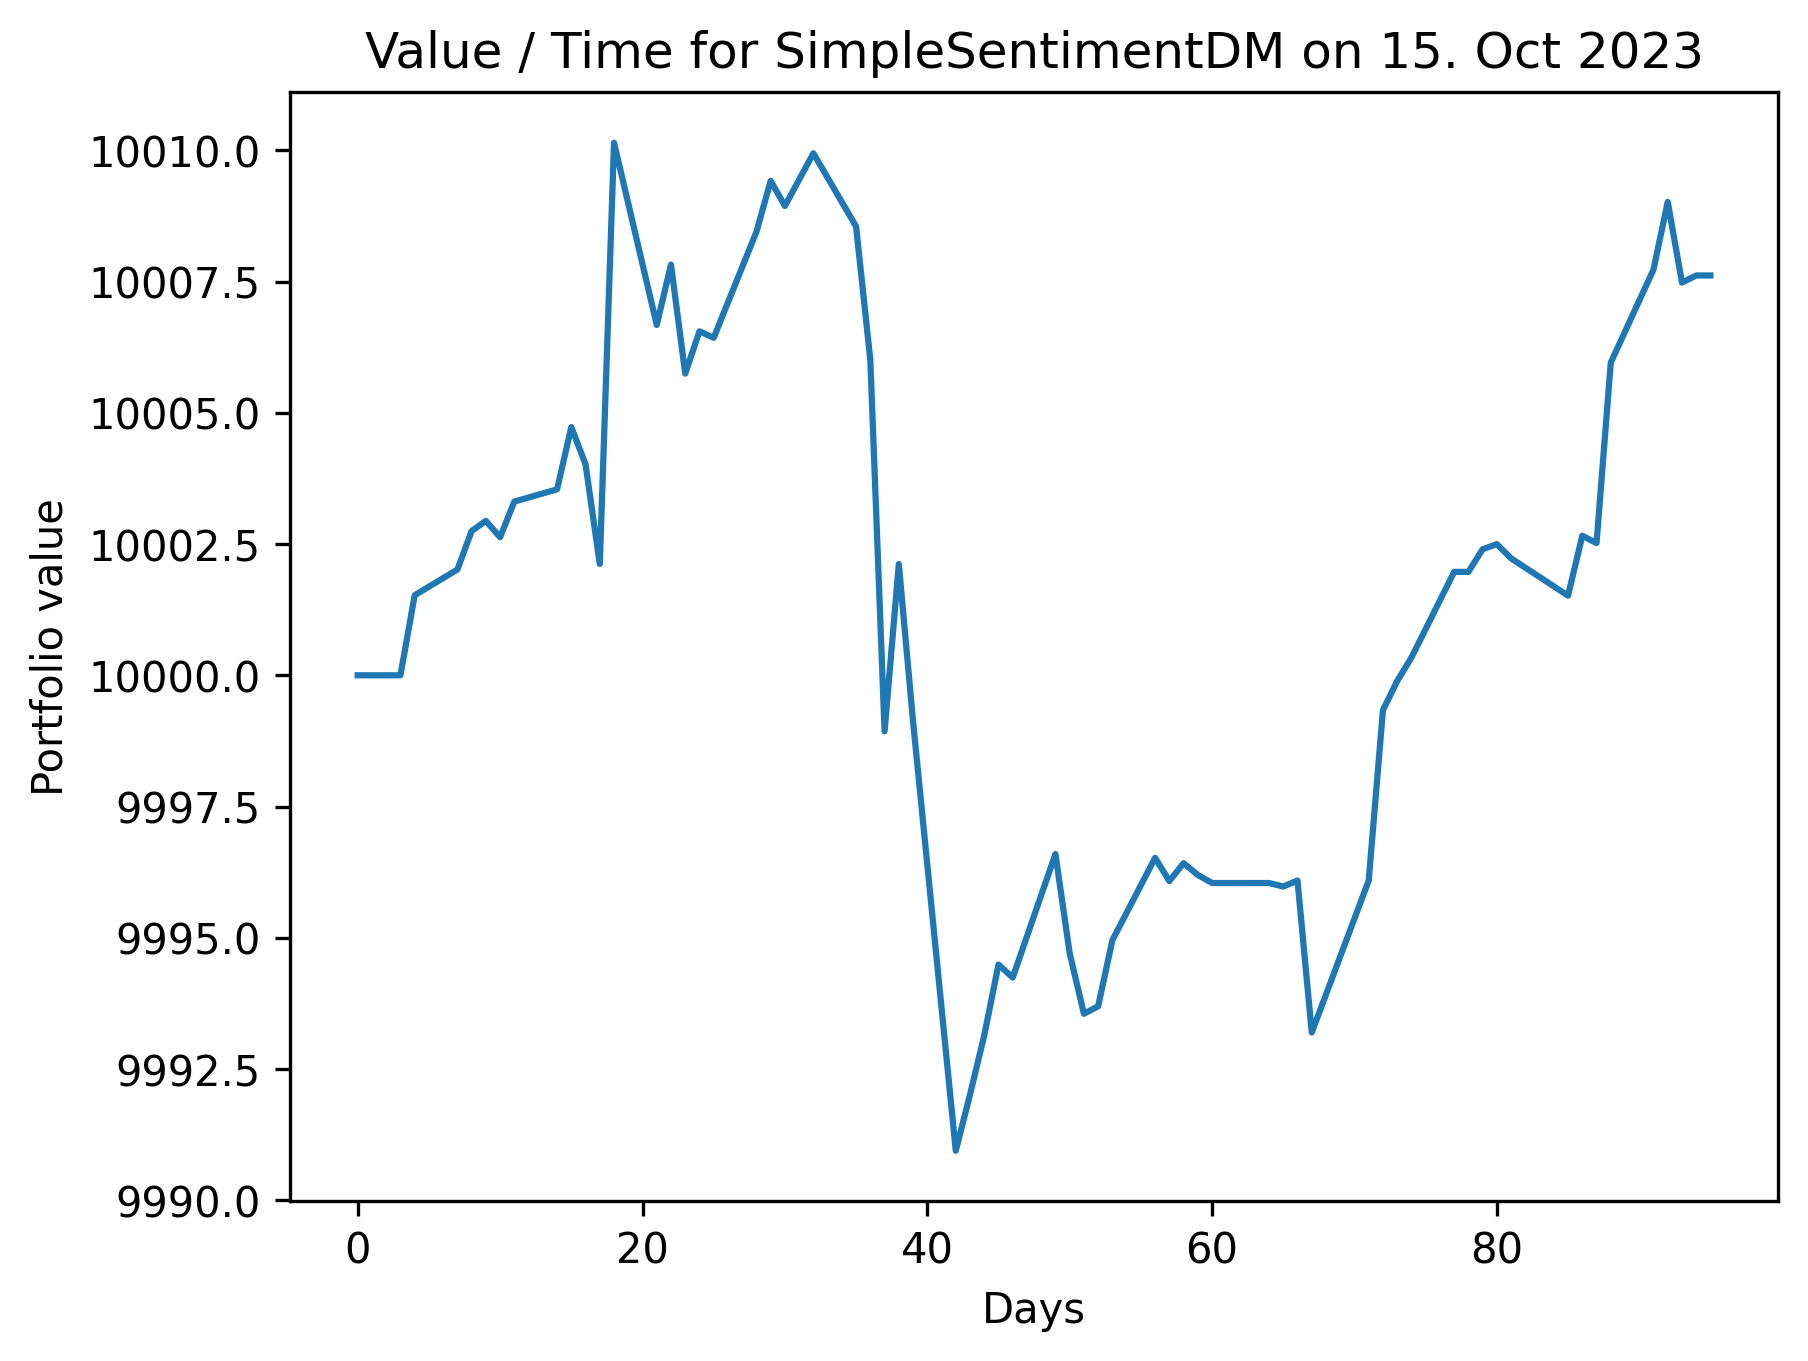 Value / Time for SimpleSentimentDM on 15. Oct 2023
Portfolio value
10010.0
10007.5
10005.0
10002.5
10000.0
9997.5
9995.0
9992.5
9990.0
0 20 40 60 80
Days